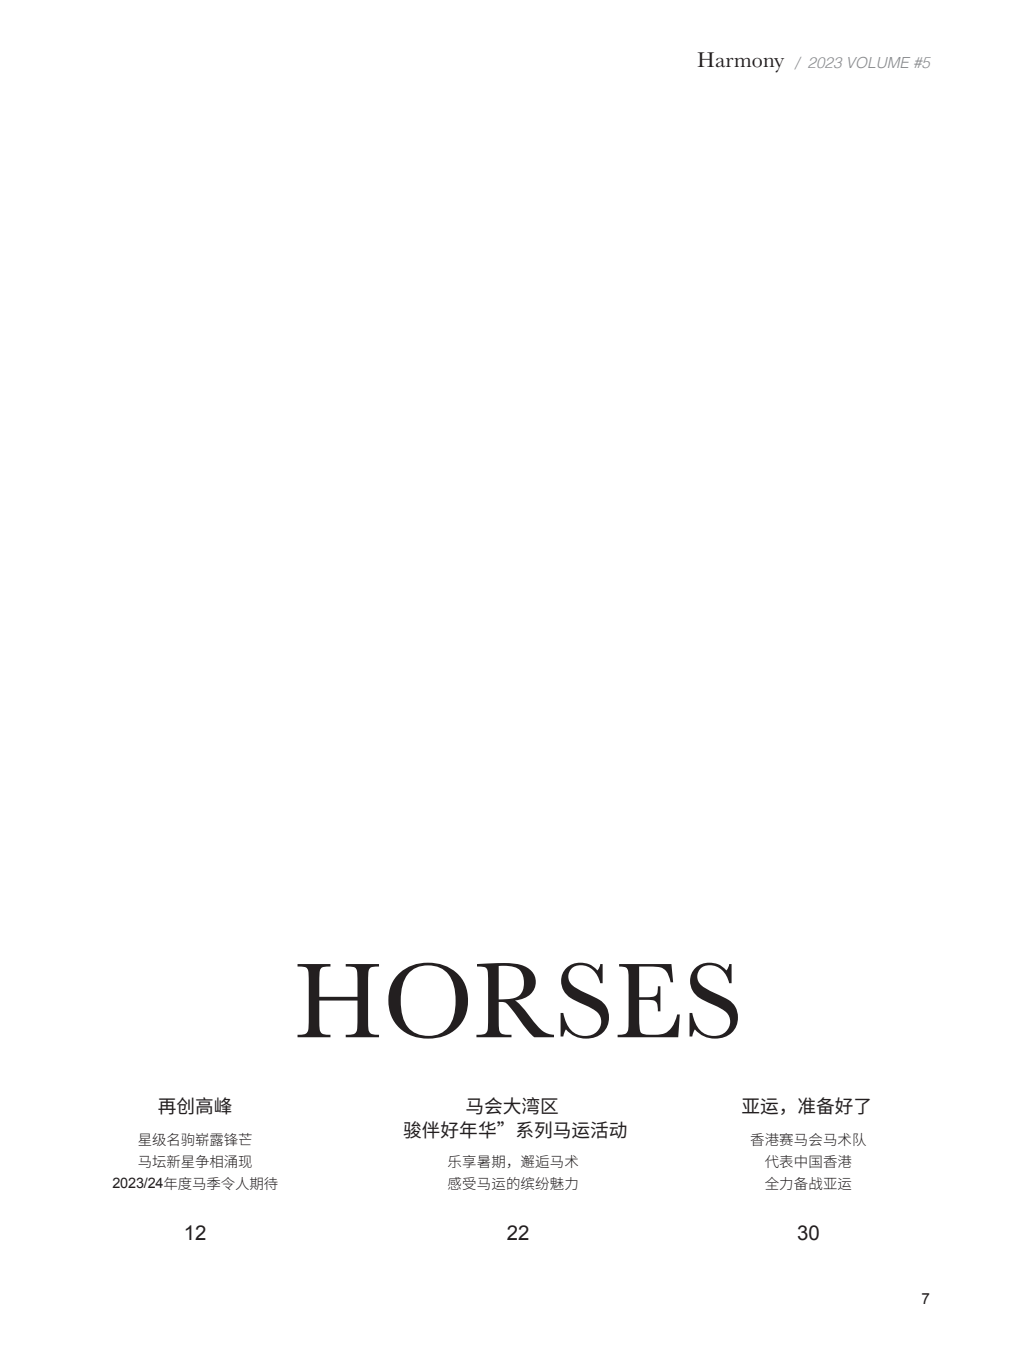 Harmony / 2023 VOLUME #5
HORSES
再创高峰
星级名驹崭露锋芒
马坛新星争相涌现
2023/24年度马季令人期待
12
马会大湾区
骏伴好年华”系列马运活动
乐享暑期，邂逅马术
感受马运的缤纷魅力
22
亚运，准备好了
香港赛马会马术队
代表中国香港
全力备战亚运
30
7